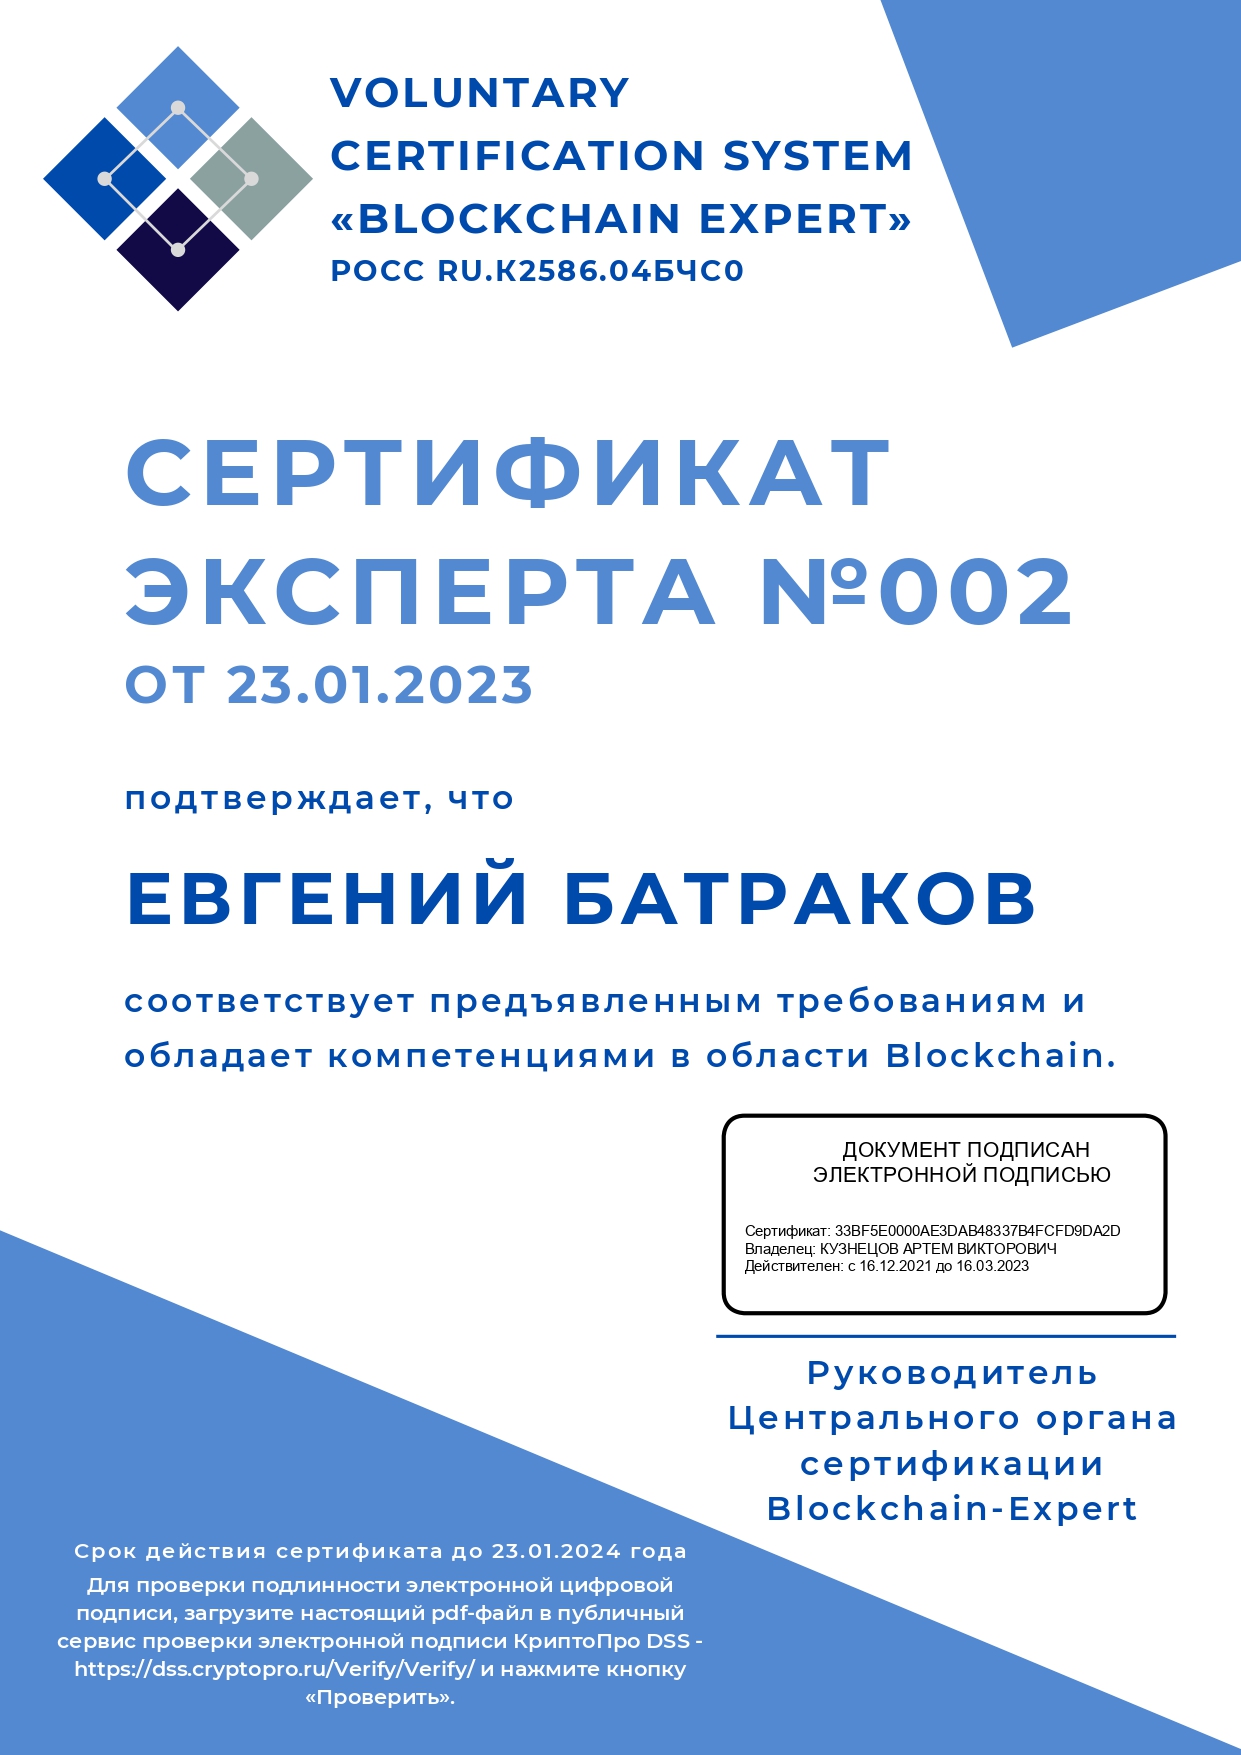 VOLUNTARY
CERTIFICATION SYSTEM
«BLOCKCHAIN EXPERT»
РОСС RU.К2586.04БЧС0
СЕРТИФИКАТ
ЭКСПЕРТА №002
ОТ 23.01.2023
подтверждает, что
ЕВГЕНИЙ БАТРАКОВ
соответствует предъявленным требованиям и
обладает компетенциями в области Blockchain.
ДОКУМЕНТ ПОДПИСАН
ЭЛЕКТРОННОЙ ПОДПИСЬЮ
Сертификат: 33BF5E0000AE3DAB48337B4FCFD9DA2D
Владелец: КУЗНЕЦОВ АРТЕМ ВИКТОРОВИЧ
Действителен: с 16.12.2021 до 16.03.2023
Руководитель
Центрального органа
сертификации
Blockchain-Expert
Срок действия сертификата до 23.01.2024 года
Для проверки подлинности электронной цифровой
подписи, загрузите настоящий pdf-файл в публичный
сервис проверки электронной подписи КриптоПро DSS -
https://dss.cryptopro.ru/Verify/Verify/ и нажмите кнопку
«Проверить».